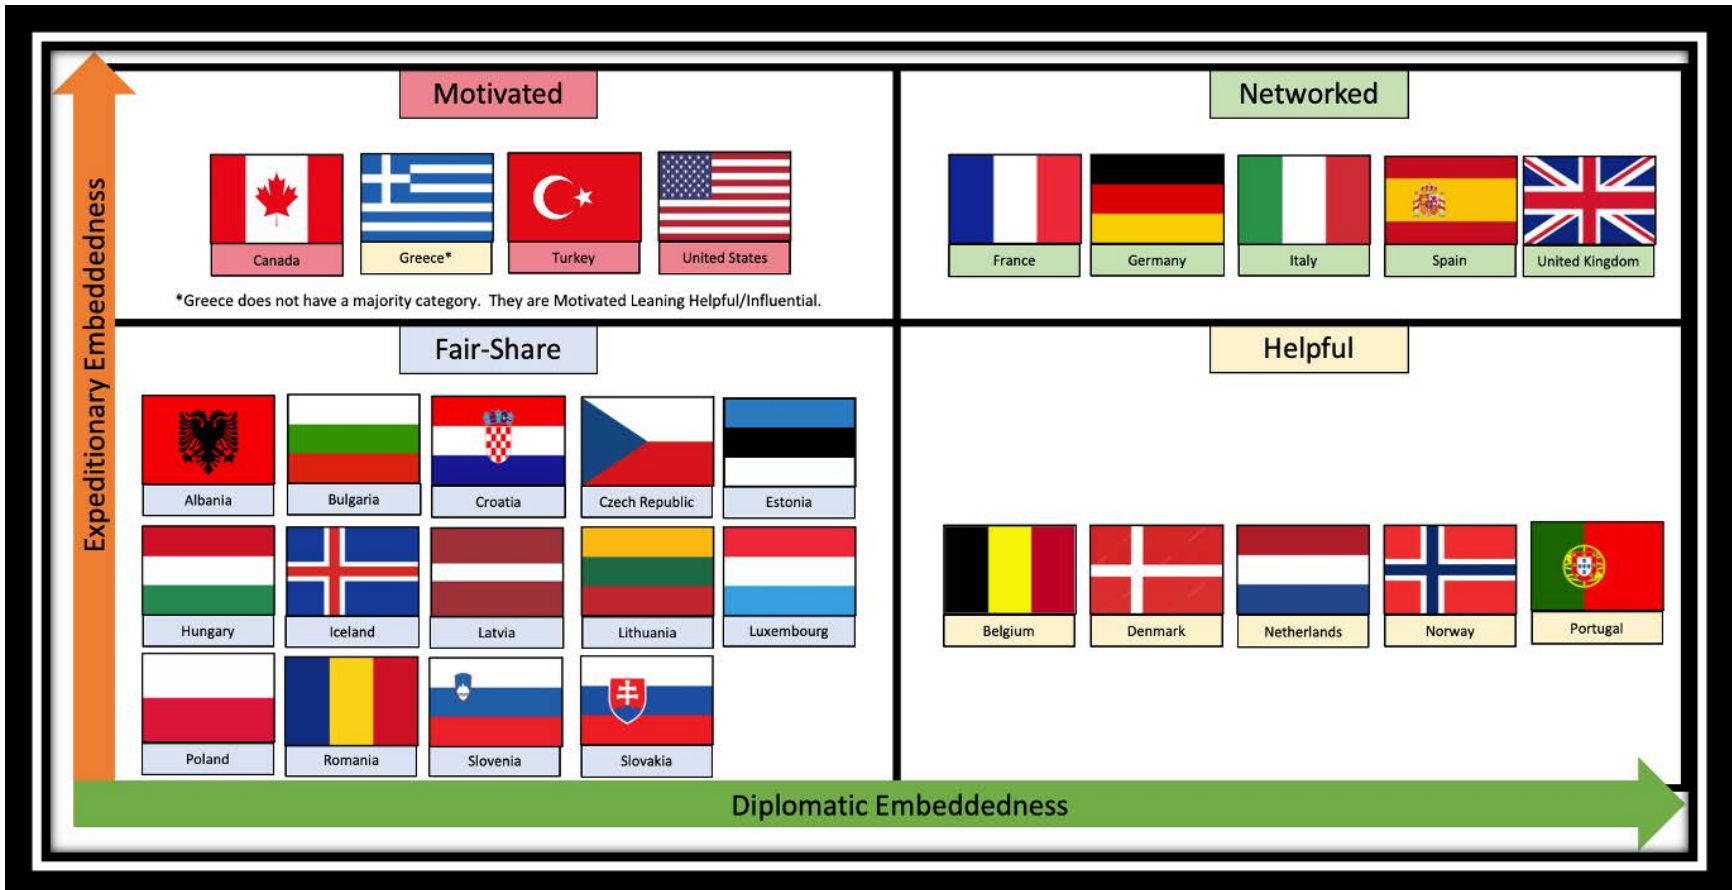 Motivated
Networked
Canada
Greece*
Turkey
United States
France
Germany
Italy
Spain
United Kingdom
*Greece does not have a majority category. They are Motivated Leaning Helpful/Influential.
Expeditionary Embeddedness
Fair-Share
Helpful
Albania
Bulgaria
Croatia
Czech Republic
Estonia
Hungary
Iceland
Latvia
Lithuania
Luxembourg
Belgium
Denmark
Netherlands
Norway
Portugal
Poland
Romania
Slovenia
Slovakia
Diplomatic Embeddedness